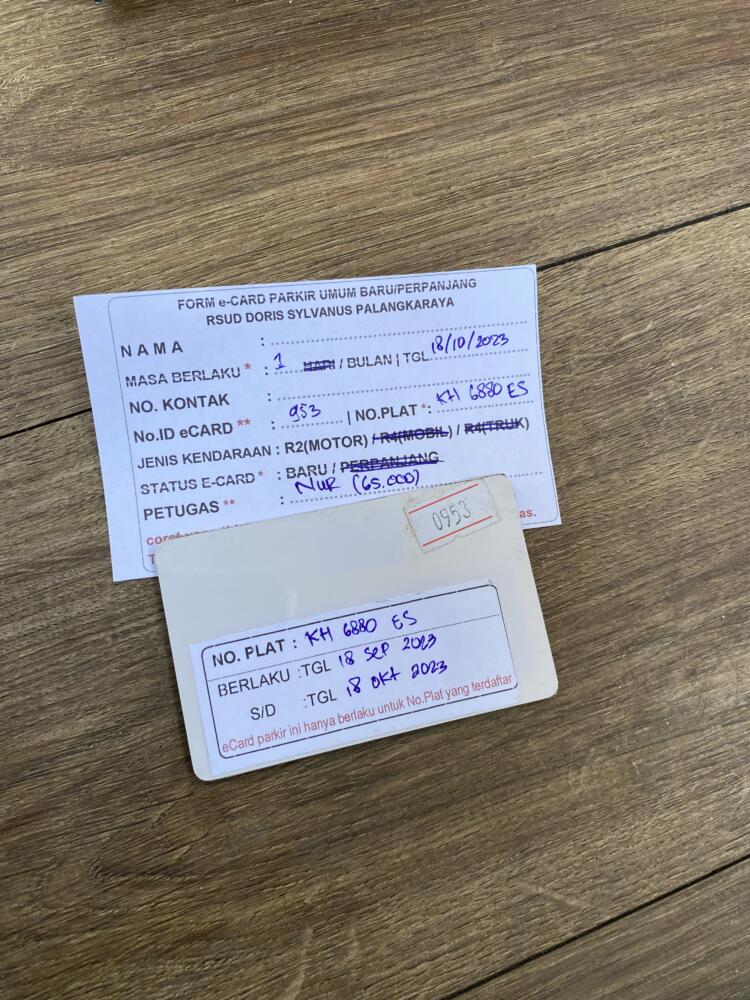 FORM e-CARD PARKIR UMUM BARU/PERPANJANG
RSUD DORIS SYLVANUS PALANGKARAYA
NAMA :
MASA BERLAKU * : 1 HARI / BULAN | TGL. 18/10/2023
NO. KONTAK :
No.ID eCARD ** : 953 | NO.PLAT * : KH 6880 ES
JENIS KENDARAAN : R2(MOTOR) / R4(MOBIL) / R4(TRUK)
STATUS E-CARD * : BARU / PERPANJANG
PETUGAS ** : NUR (65.000)
as.
0953
NO. PLAT : KH 6880 ES
BERLAKU :TGL 18 SEP 2023
S/D :TGL 18 OKT 2023
eCard parkir ini hanya berlaku untuk No.Plat yang terdaftar